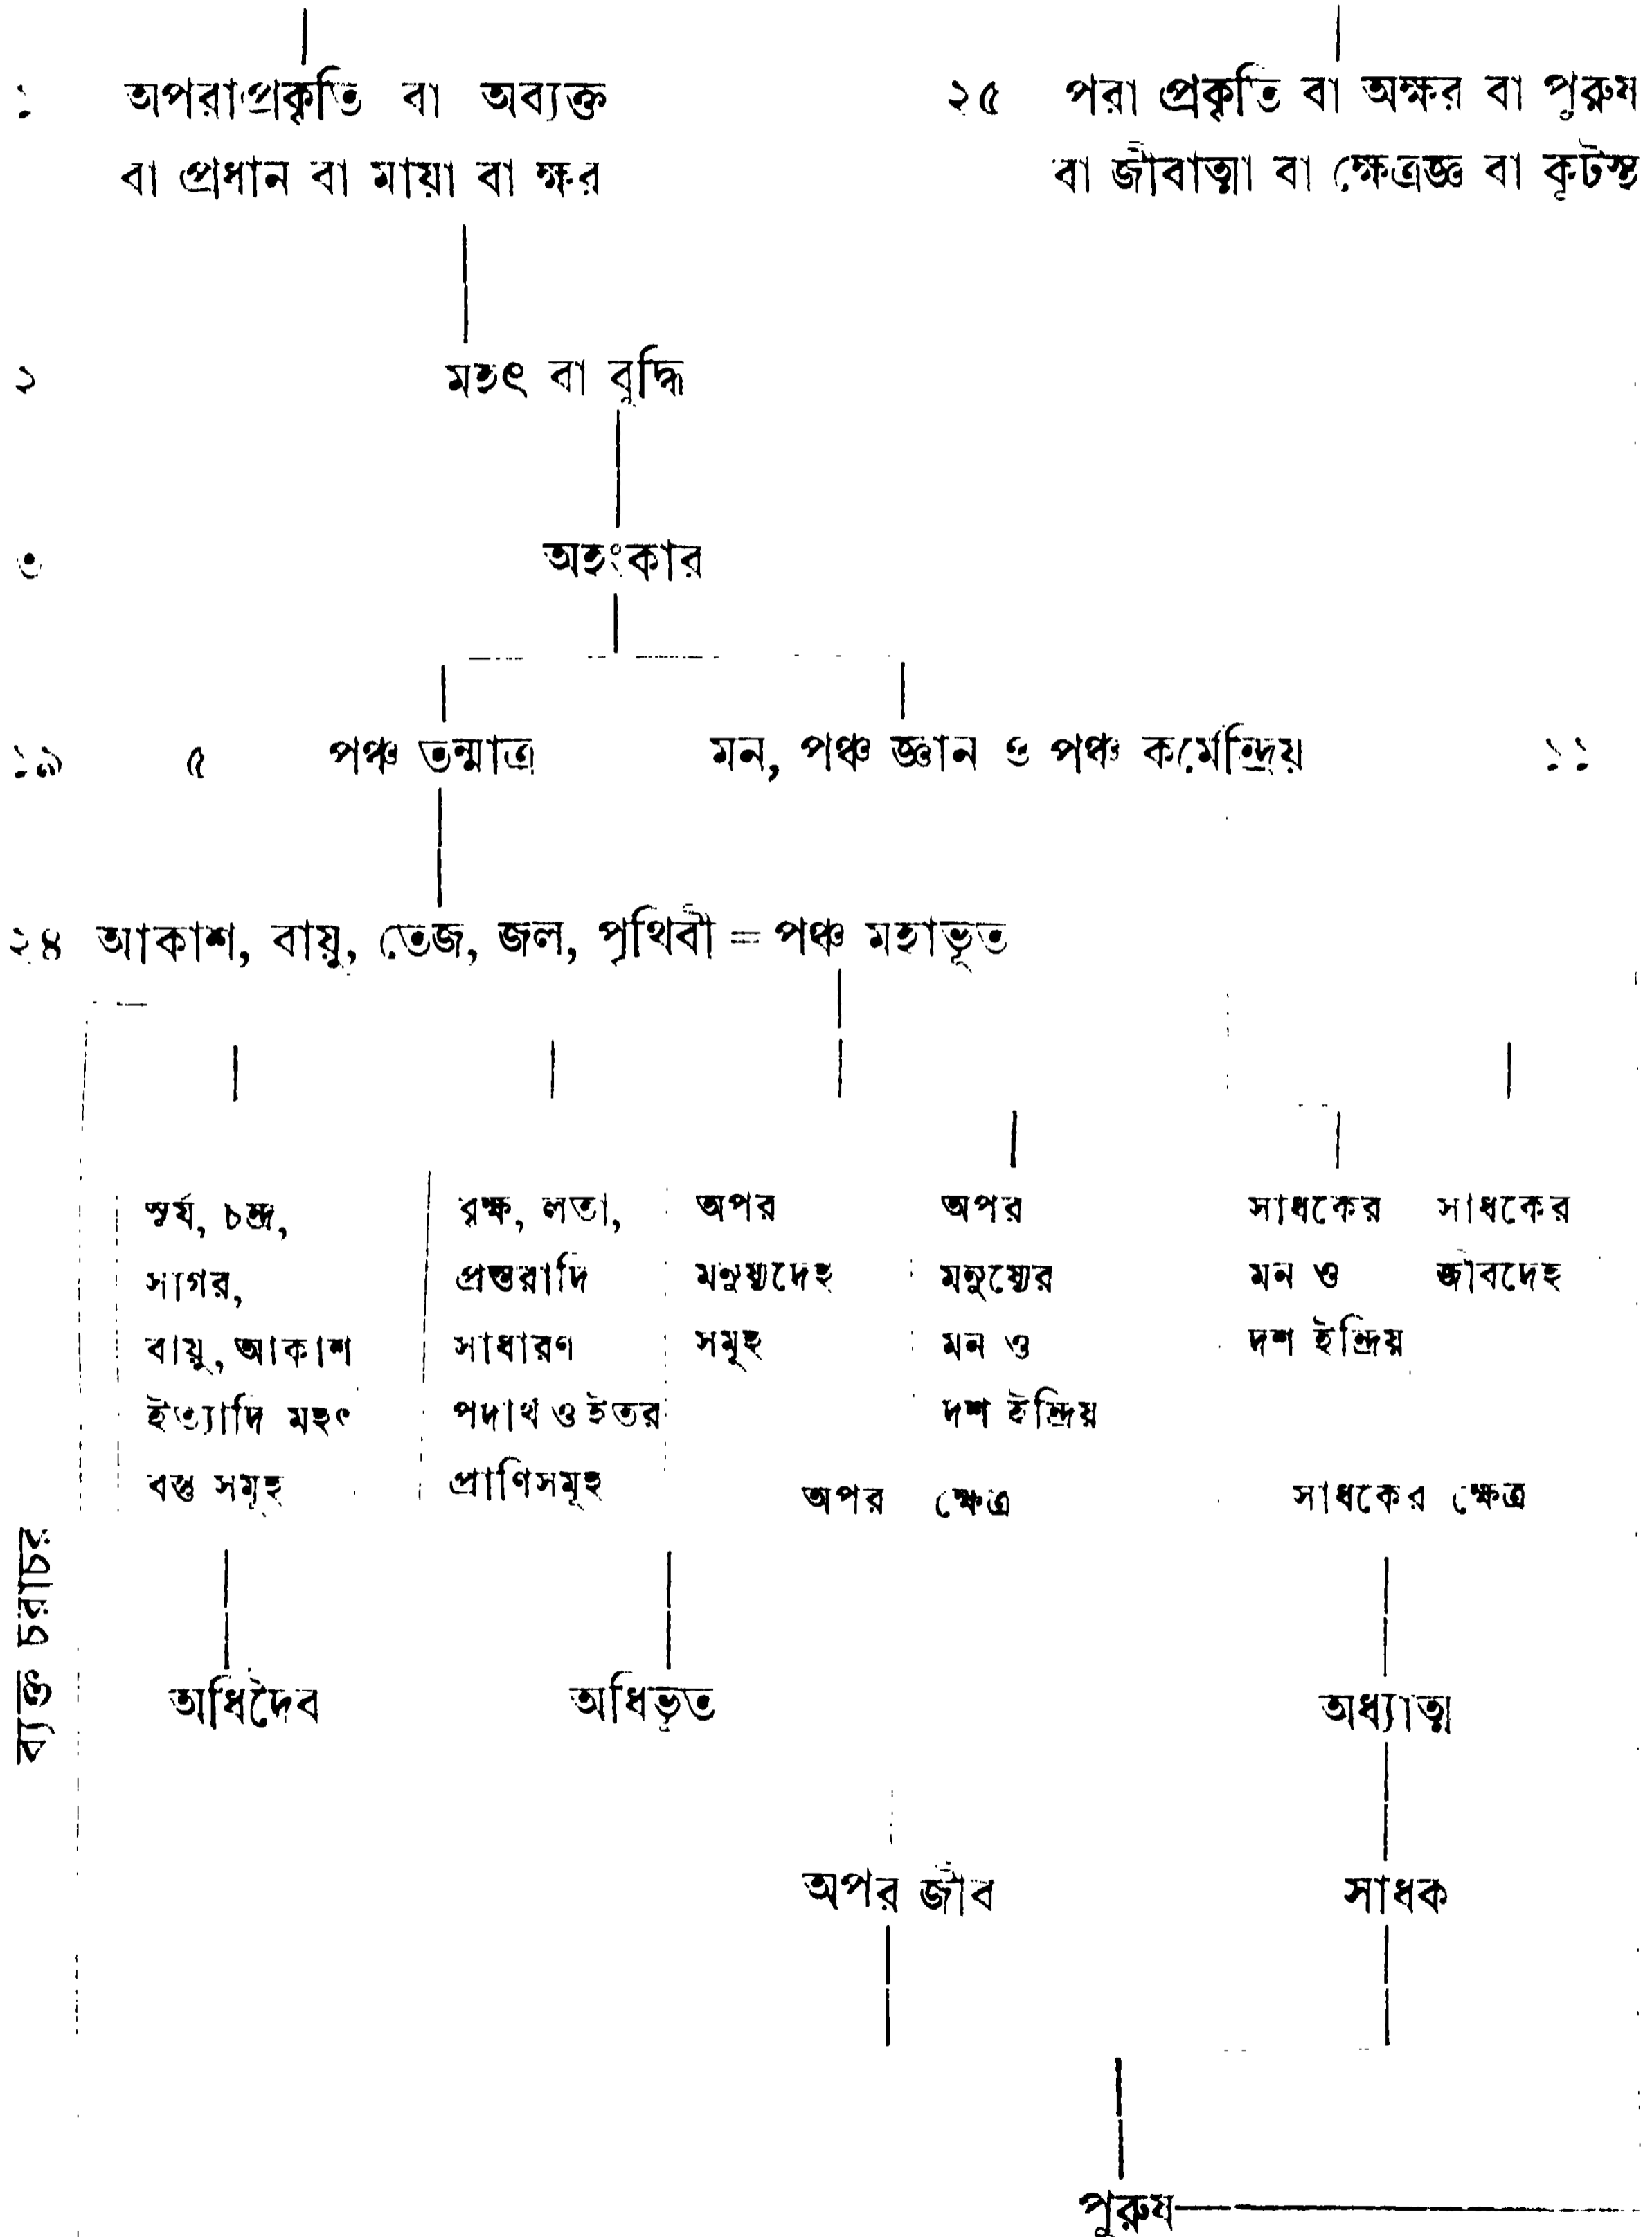 ১ অপরাপ্রকৃতি বা অব্যক্ত ২৫ পরা প্রকৃতি বা অক্ষর বা পুরুষ
বা প্রধান বা মায়া বা ক্ষর বা জীবাত্মা বা ক্ষেত্রজ্ঞ বা কূটস্থ
২ মহৎ বা বুদ্ধি
৩ অহংকার
১৯ ৫ পঞ্চ তন্মাত্র মন, পঞ্চ জ্ঞান ও পঞ্চ কর্মেন্দ্রিয় ১১
২৪ আকাশ, বায়ু, তেজ, জল, পৃথিবী = পঞ্চ মহাভূত
সূর্য, চন্দ্র,
সাগর,
বায়ু, আকাশ
ইত্যাদি মহৎ
বস্তু সমূহ
বৃক্ষ, লতা,
প্রস্তরাদি
সাধারণ
পদার্থ ও ইতর
প্রাণিসমূহ
অপর
মনুষ্যদেহ
সমূহ
অপর
মনুষ্যের
মন ও
দশ ইন্দ্রিয়
অপর ক্ষেত্র
সাধকের
মন ও
দশ ইন্দ্রিয়
সাধকের
জীবদেহ
সাধকের ক্ষেত্র
ব্যক্ত চরাচর
অধিদৈব অধিভূত অধ্যাত্ম
অপর জীব সাধক
পুরুষ